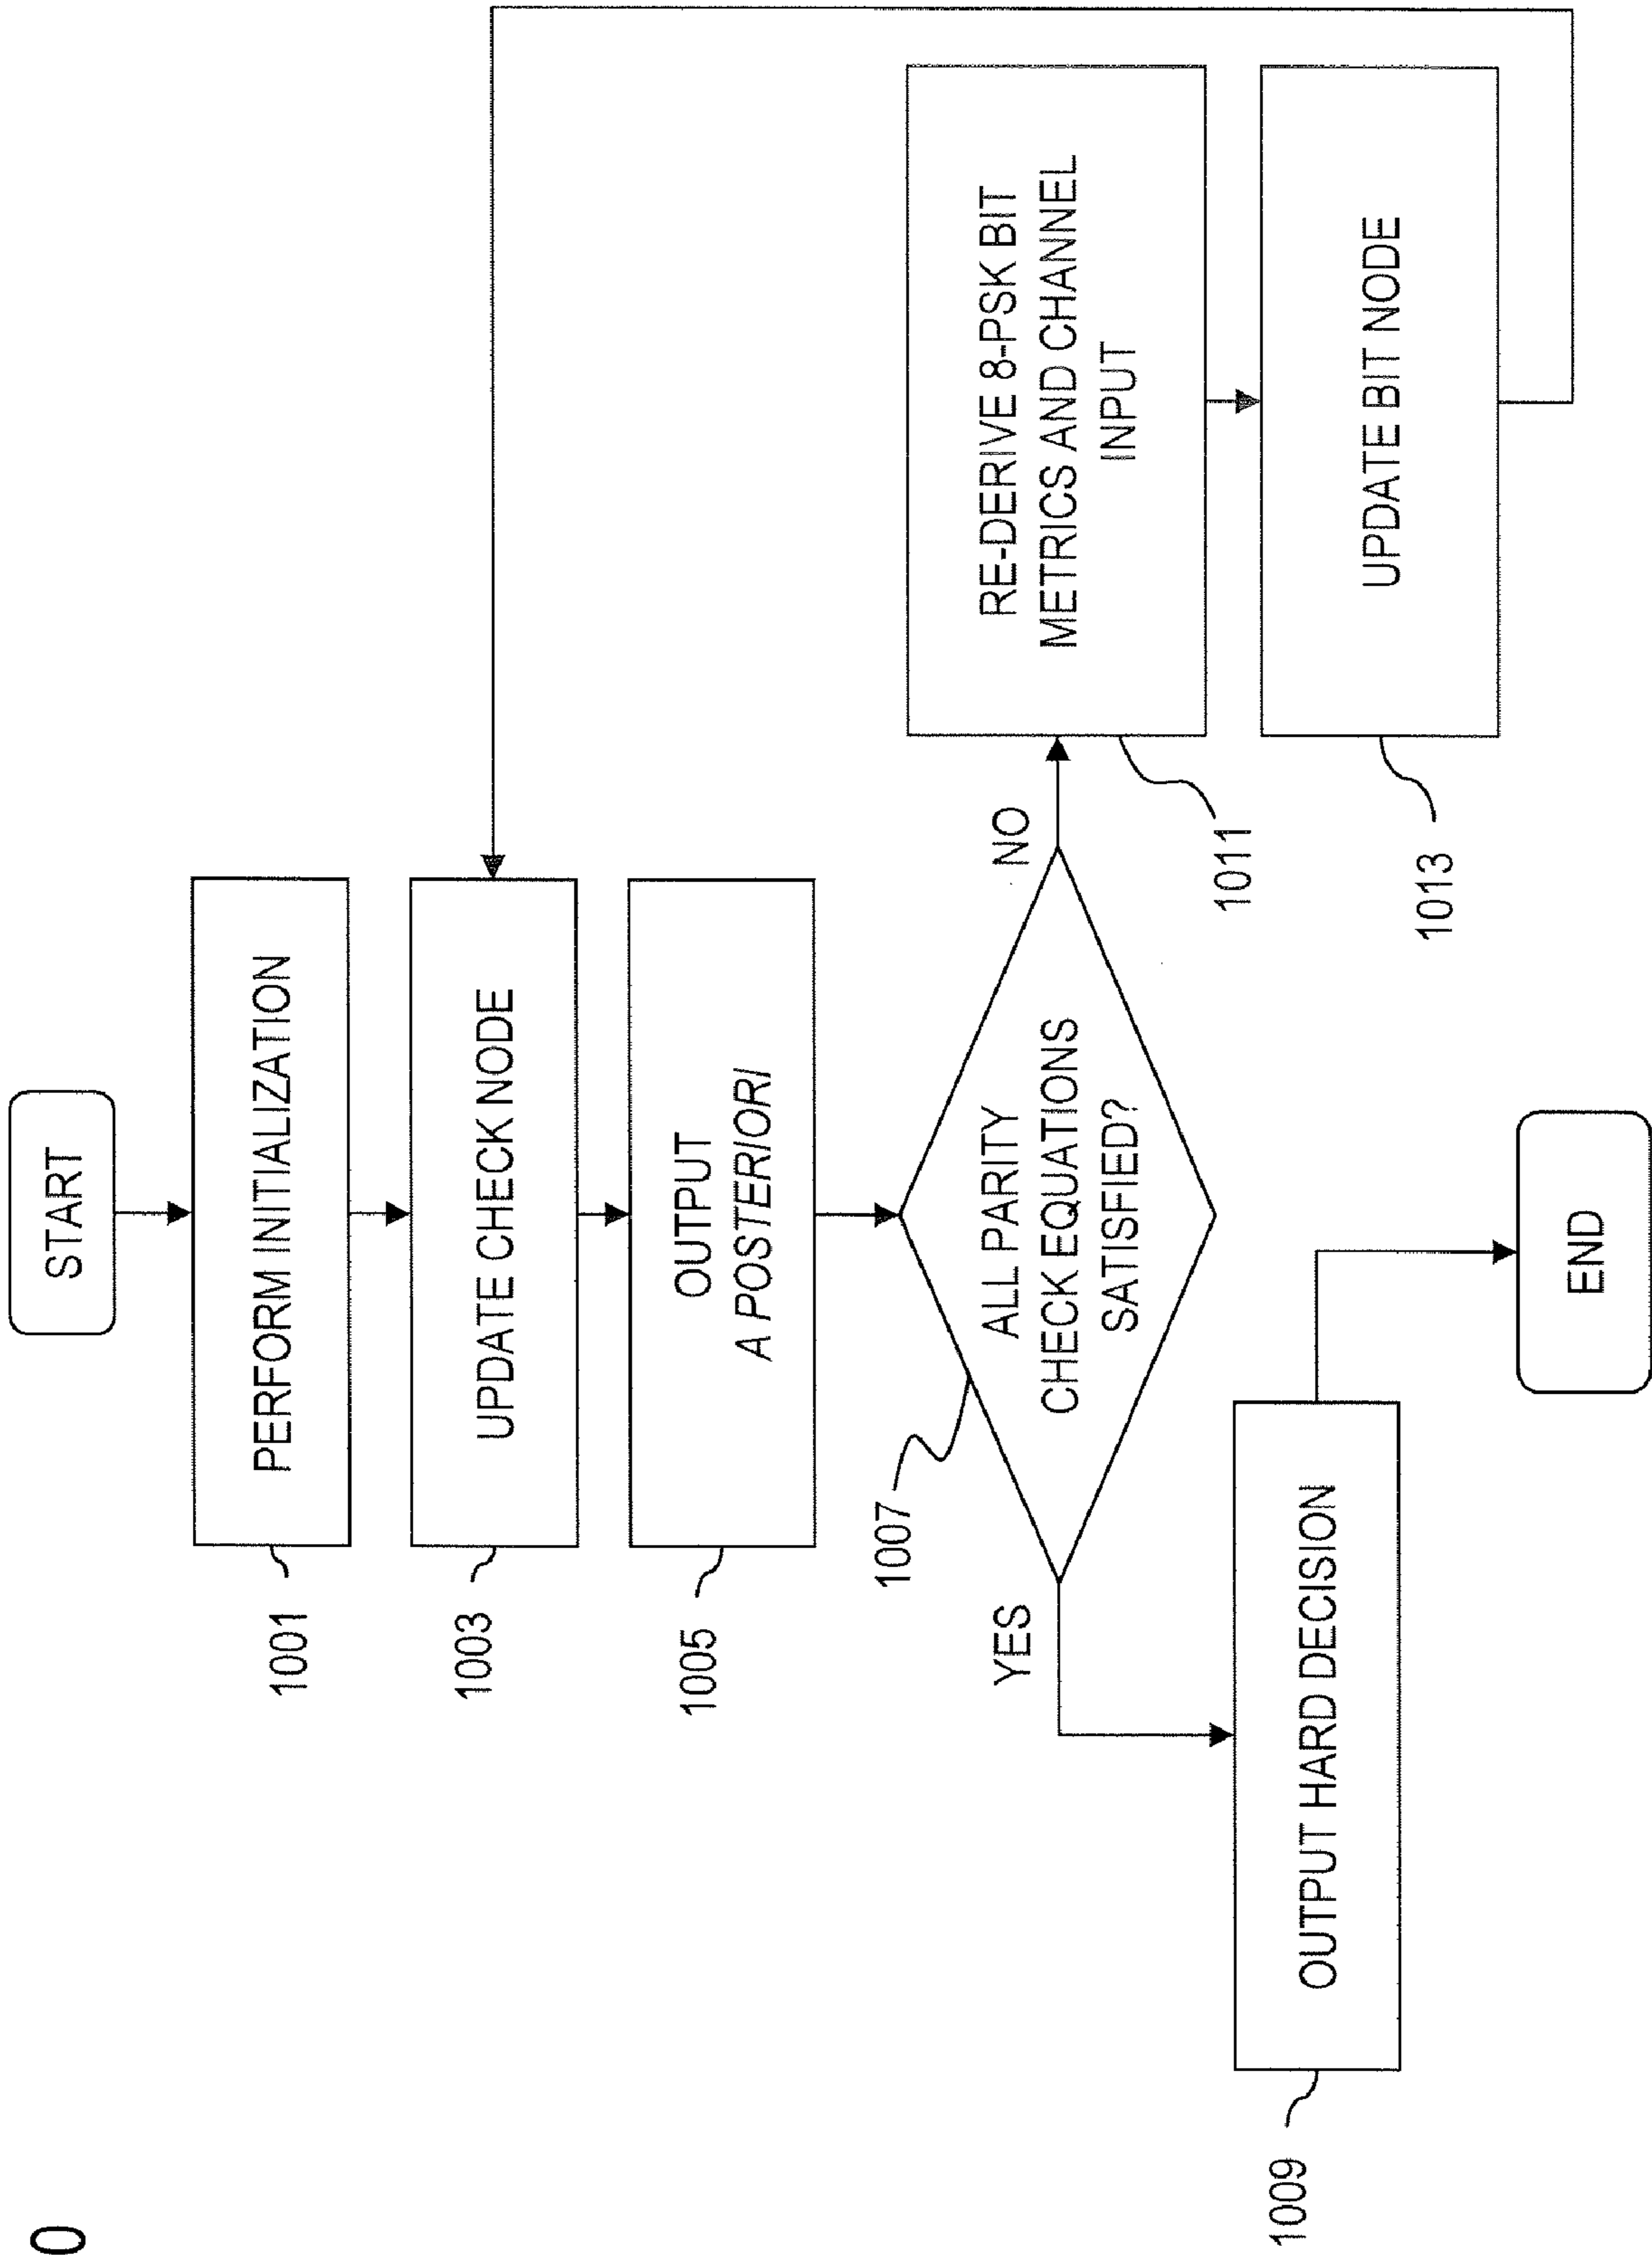 START
PERFORM INITIALIZATION
1001
UPDATE CHECK NODE
1003
OUTPUT
A POSTERIORI
1005
ALL PARITY
CHECK EQUATIONS
SATISFIED?
1007
NO
RE-DERIVE 8-PSK BIT
METRICS AND CHANNEL
INPUT
1011
UPDATE BIT NODE
1013
YES
OUTPUT HARD DECISION
1009
END
0